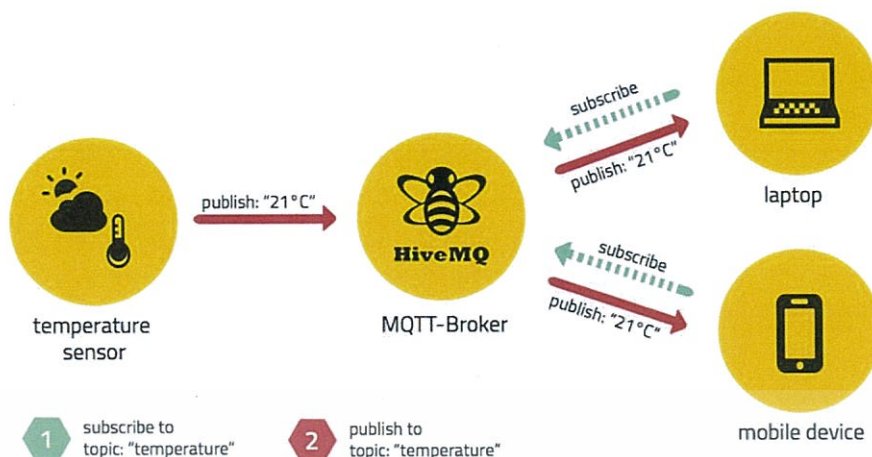 subscribe
publish: "21°C"
laptop
publish: "21°C"
HiveMQ
MQTT-Broker
temperature
sensor
subscribe
publish: "21°C"
mobile device
1
subscribe to
topic: "temperature"
2
publish to
topic: "temperature"